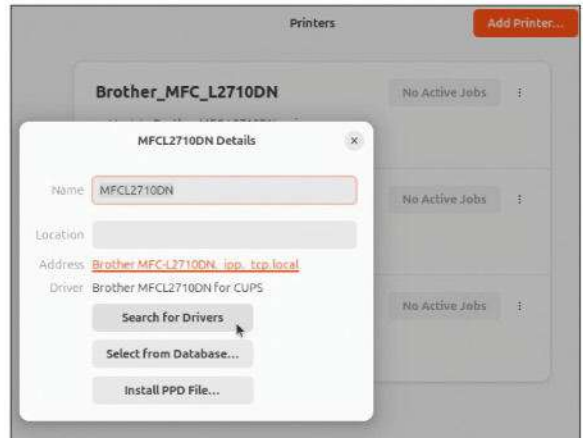 Printers
Add Printer...
Brother_MFC_L2710DN
No Active Jobs
MFCL2710DN Details
Name MFCL2710DN
No Active Jobs
Location
Address Brother MFC-L2710DN._ipp._tcp.local
Driver Brother MFCL2710DN for CUPS
No Active Jobs
Search for Drivers
Select from Database...
Install PPD File...